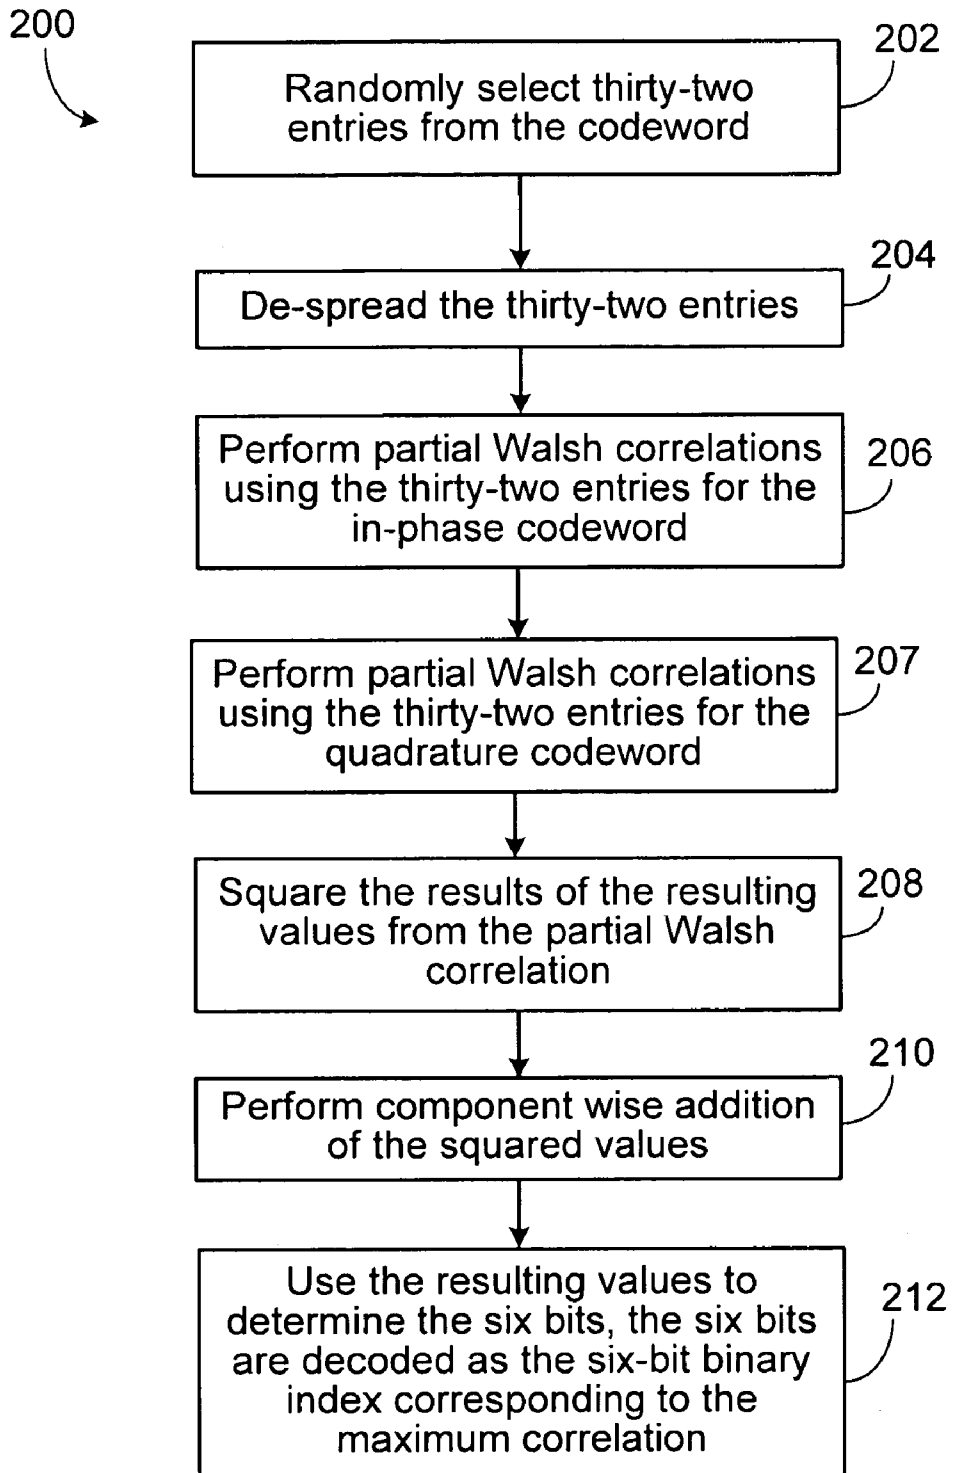 200
202
Randomly select thirty-two
entries from the codeword
204
De-spread the thirty-two entries
206
Perform partial Walsh correlations
using the thirty-two entries for the
in-phase codeword
207
Perform partial Walsh correlations
using the thirty-two entries for the
quadrature codeword
208
Square the results of the resulting
values from the partial Walsh
correlation
210
Perform component wise addition
of the squared values
212
Use the resulting values to
determine the six bits, the six bits
are decoded as the six-bit binary
index corresponding to the
maximum correlation